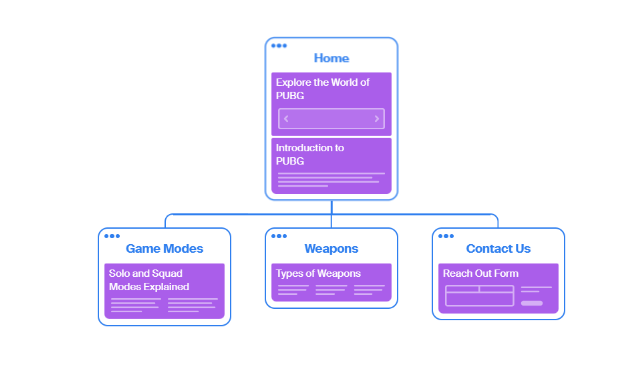 Home
Explore the World of
PUBG
Introduction to
PUBG
Game Modes
Solo and Squad
Modes Explained
Weapons
Types of Weapons
Contact Us
Reach Out Form